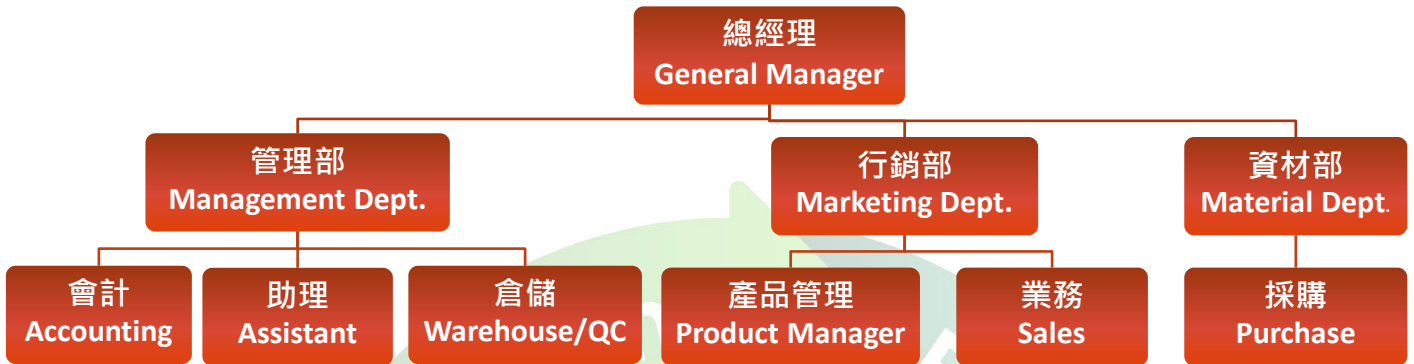 總經理
General Manager
管理部
Management Dept.
行銷部
Marketing Dept.
資材部
Material Dept.
會計
Accounting
助理
Assistant
倉儲
Warehouse/QC
產品管理
Product Manager
業務
Sales
採購
Purchase